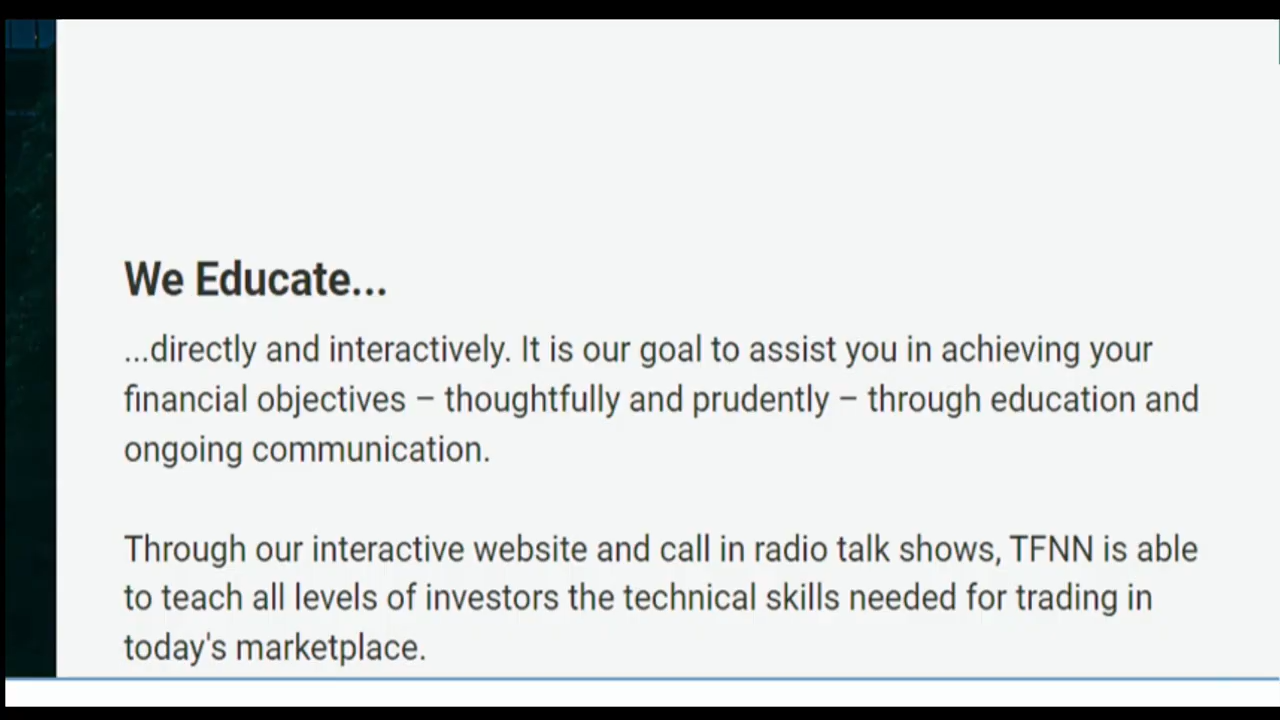 We Educate...
...directly and interactively. It is our goal to assist you in achieving your
financial objectives – thoughtfully and prudently – through education and
ongoing communication.
Through our interactive website and call in radio talk shows, TFNN is able
to teach all levels of investors the technical skills needed for trading in
today's marketplace.